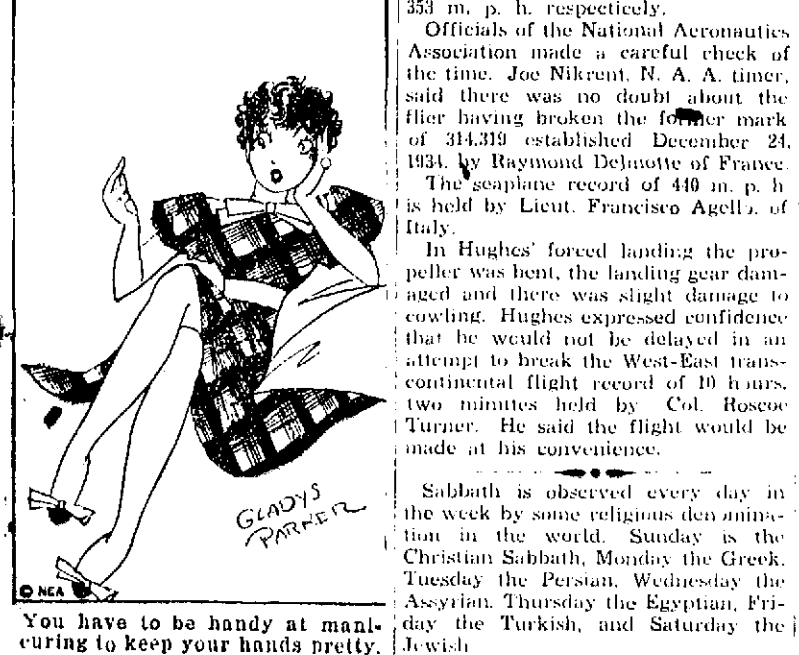 GLADYS
PARKER
© NEA
You have to be handy at mani-
curing to keep your hands pretty.
353 m. p. h. respecticely.
Officials of the National Aeronautics
Association made a careful check of
the time. Joe Nikrent, N. A. A. timer,
said there was no doubt about the
flier having broken the former mark
of 314.319 established December 24,
1934, by Raymond Delmotte of France.
The seaplane record of 440 m. p. h
is held by Lieut. Francisco Agello, of
Italy.
In Hughes' forced landing the pro-
peller was bent, the landing gear dam-
aged and there was slight damage to
cowling. Hughes expressed confidence
that he would not be delayed in an
attempt to break the West-East trans-
continental flight record of 10 hours,
two minutes held by Col. Roscoe
Turner. He said the flight would be
made at his convenience.
Sabbath is observed every day in
the week by some religious denomina-
tion in the world. Sunday is the
Christian Sabbath, Monday the Greek,
Tuesday the Persian, Wednesday the
Assyrian, Thursday the Egyptian, Fri-
day the Turkish, and Saturday the
Jewish